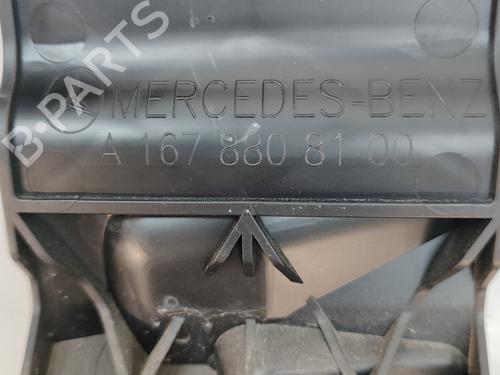 B-PARTS
MERCEDES-BENZ
A 167 880 81 00